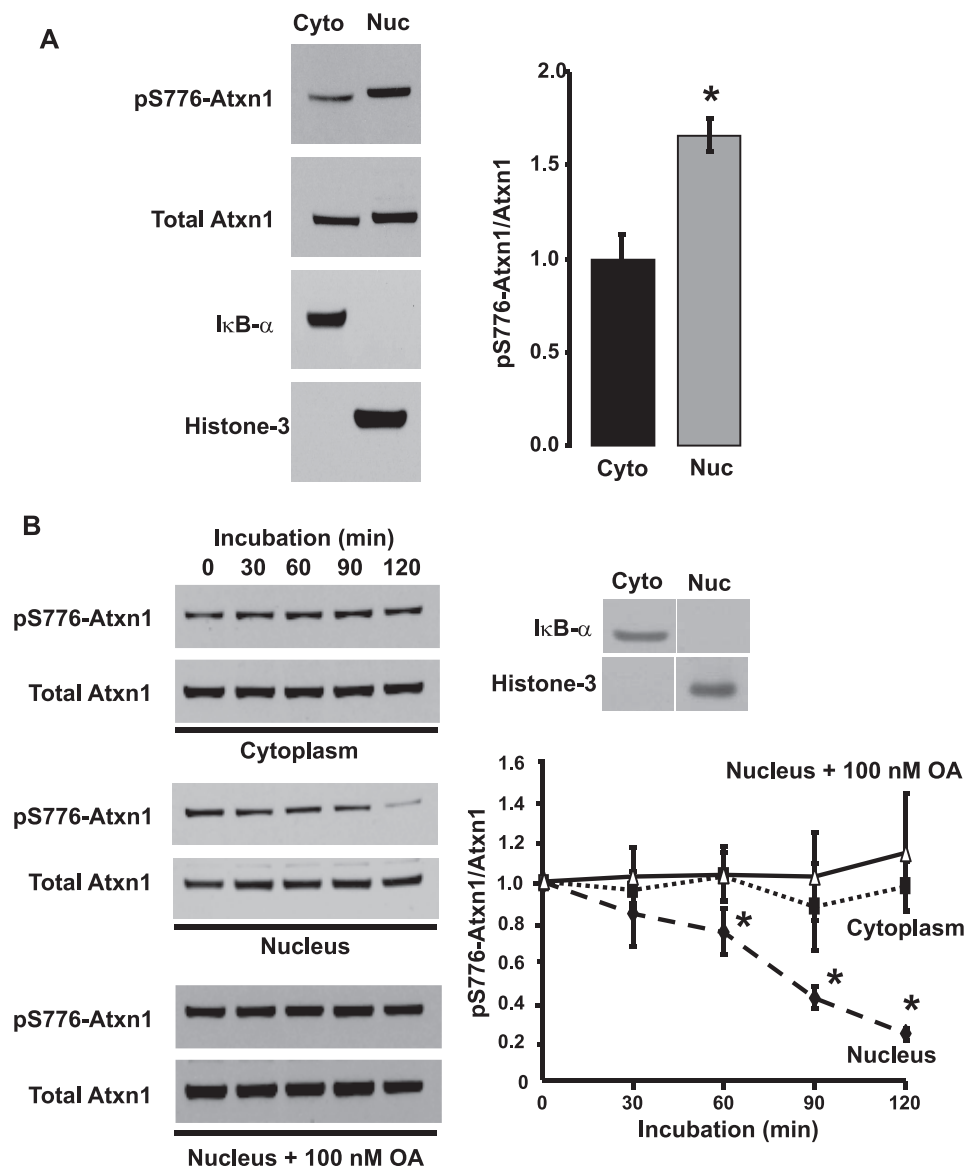 A
Cyto Nuc
pS776-Atxn1
Total Atxn1
IκB-α
Histone-3
pS776-Atxn1/Atxn1
2.0
1.5
1.0
0.5
0.0
*
Cyto Nuc
B
Incubation (min)
0 30 60 90 120
pS776-Atxn1
Total Atxn1
Cytoplasm
pS776-Atxn1
Total Atxn1
Nucleus
pS776-Atxn1
Total Atxn1
Nucleus + 100 nM OA
Cyto Nuc
IκB-α
Histone-3
pS776-Atxn1/Atxn1
1.6
1.4
1.2
1.0
0.8
0.6
0.4
0.2
0
Nucleus + 100 nM OA
Cytoplasm
*
*
*
Nucleus
0 30 60 90 120
Incubation (min)